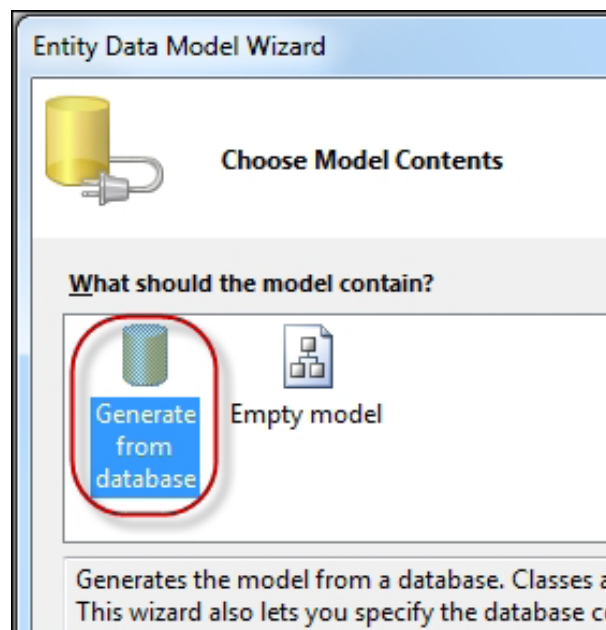 Entity Data Model Wizard
Choose Model Contents
What should the model contain?
Generate
from
database
Empty model
Generates the model from a database. Classes a
This wizard also lets you specify the database c